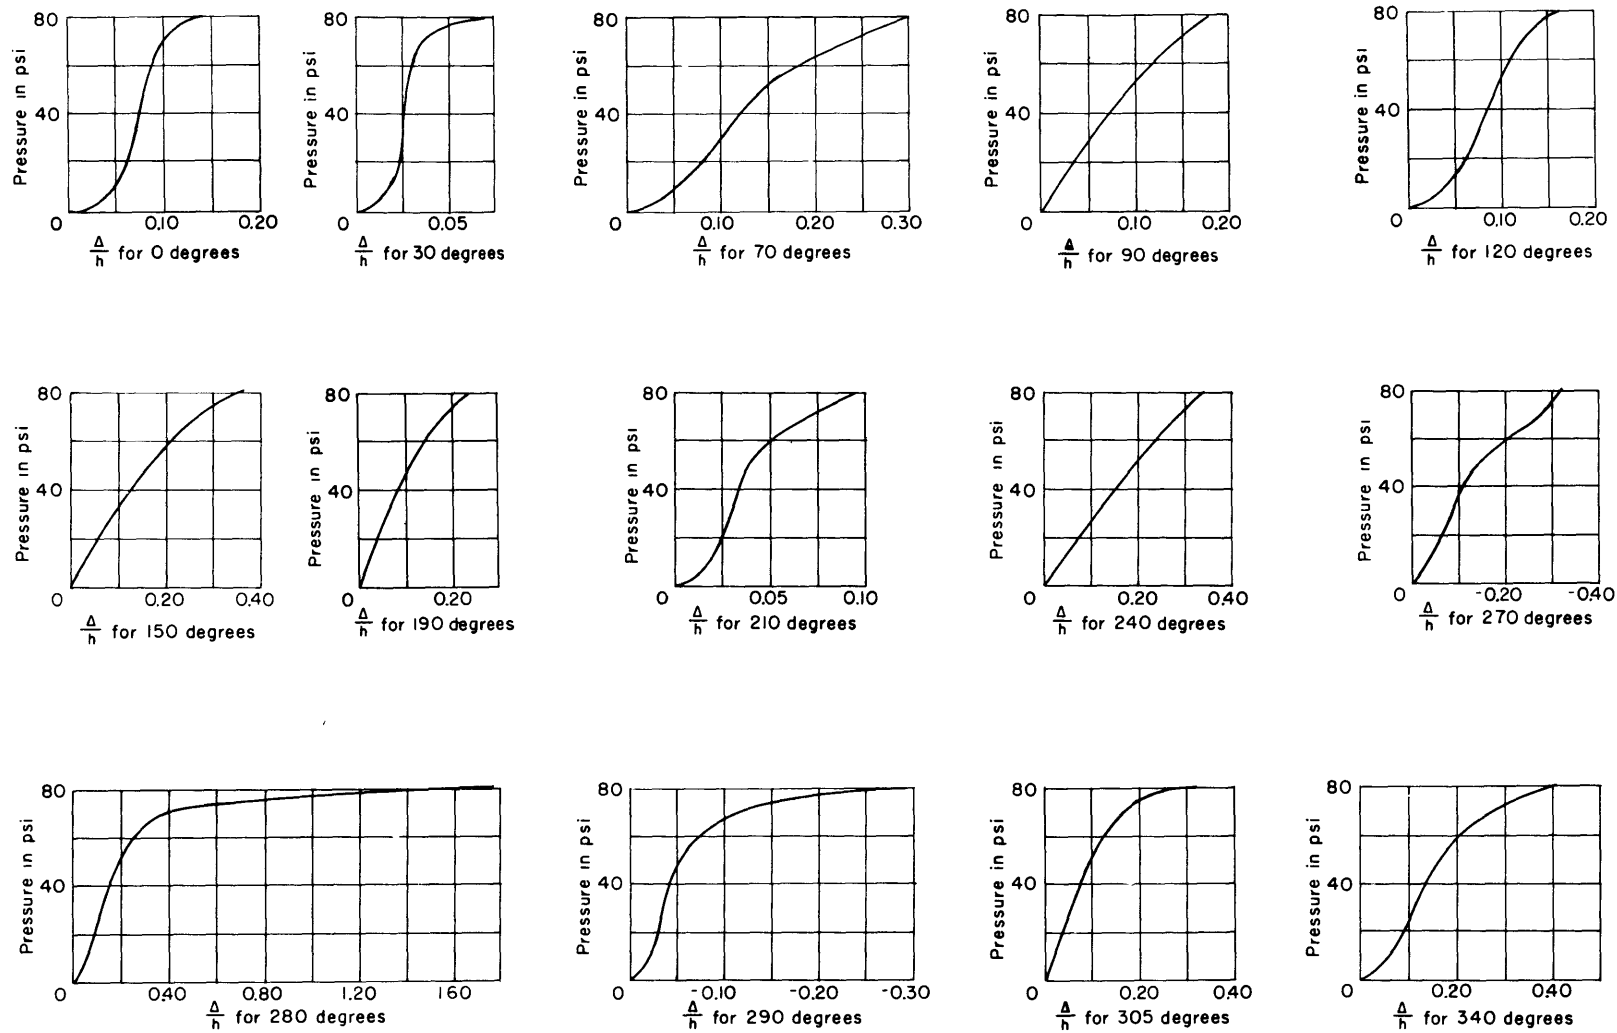 80 80 80 80 80
Pressure in psi Pressure in psi Pressure in psi Pressure in psi Pressure in psi
40 40 40 40 40
0 0.10 0.20 0 0.05 0 0.10 0.20 0.30 0 0.10 0.20 0 0.10 0.20
Δ/h for 0 degrees Δ/h for 30 degrees Δ/h for 70 degrees Δ/h for 90 degrees Δ/h for 120 degrees
80 80 80 80 80
Pressure in psi Pressure in psi Pressure in psi Pressure in psi Pressure in psi
40 40 40 40 40
0 0.20 0.40 0 0.20 0 0.05 0.10 0 0.20 0.40 0 -0.20 -0.40
Δ/h for 150 degrees Δ/h for 190 degrees Δ/h for 210 degrees Δ/h for 240 degrees Δ/h for 270 degrees
80 80 80 80
Pressure in psi Pressure in psi Pressure in psi Pressure in psi
40 40 40 40
0 0.40 0.80 1.20 1.60 0 -0.10 -0.20 -0.30 0 0.20 0.40 0 0.20 0.40
Δ/h for 280 degrees Δ/h for 290 degrees Δ/h for 305 degrees Δ/h for 340 degrees